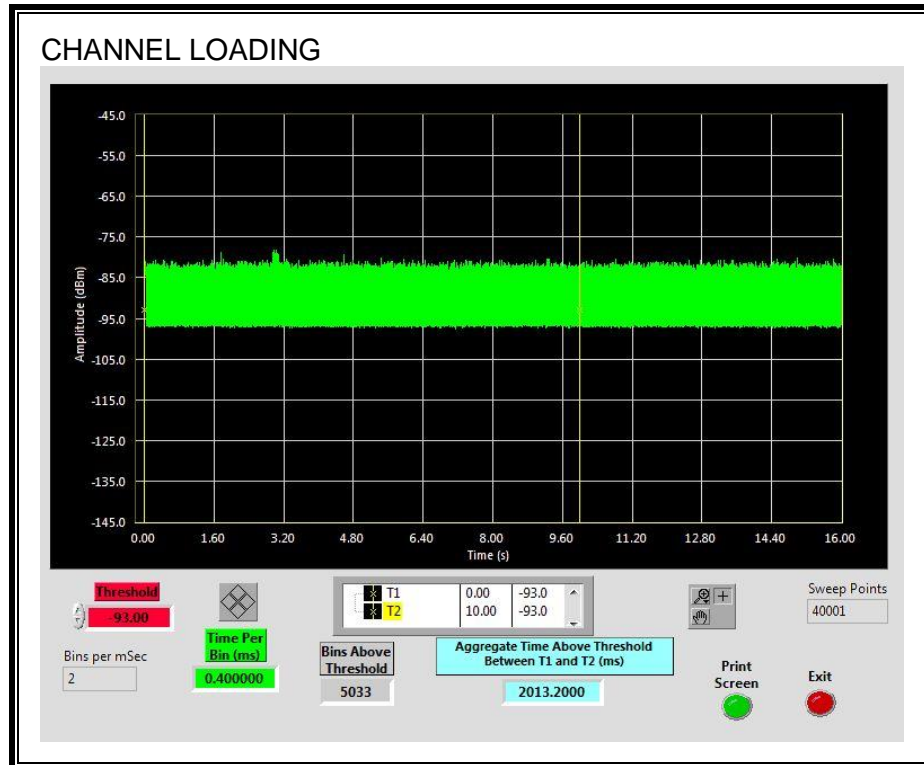 CHANNEL LOADING
-45.0
-55.0
-65.0
-75.0
-85.0
-95.0
-105.0
-115.0
-125.0
-135.0
-145.0
Amplitude (dBm)
0.00 1.60 3.20 4.80 6.40 8.00 9.60 11.20 12.80 14.40 16.00
Time (s)
Threshold
-93.00
T1 0.00 -93.0
T2 10.00 -93.0
Sweep Points
40001
Bins per mSec
2
Time Per
Bin (ms)
0.400000
Bins Above
Threshold
5033
Aggregate Time Above Threshold
Between T1 and T2 (ms)
2013.2000
Print
Screen
Exit